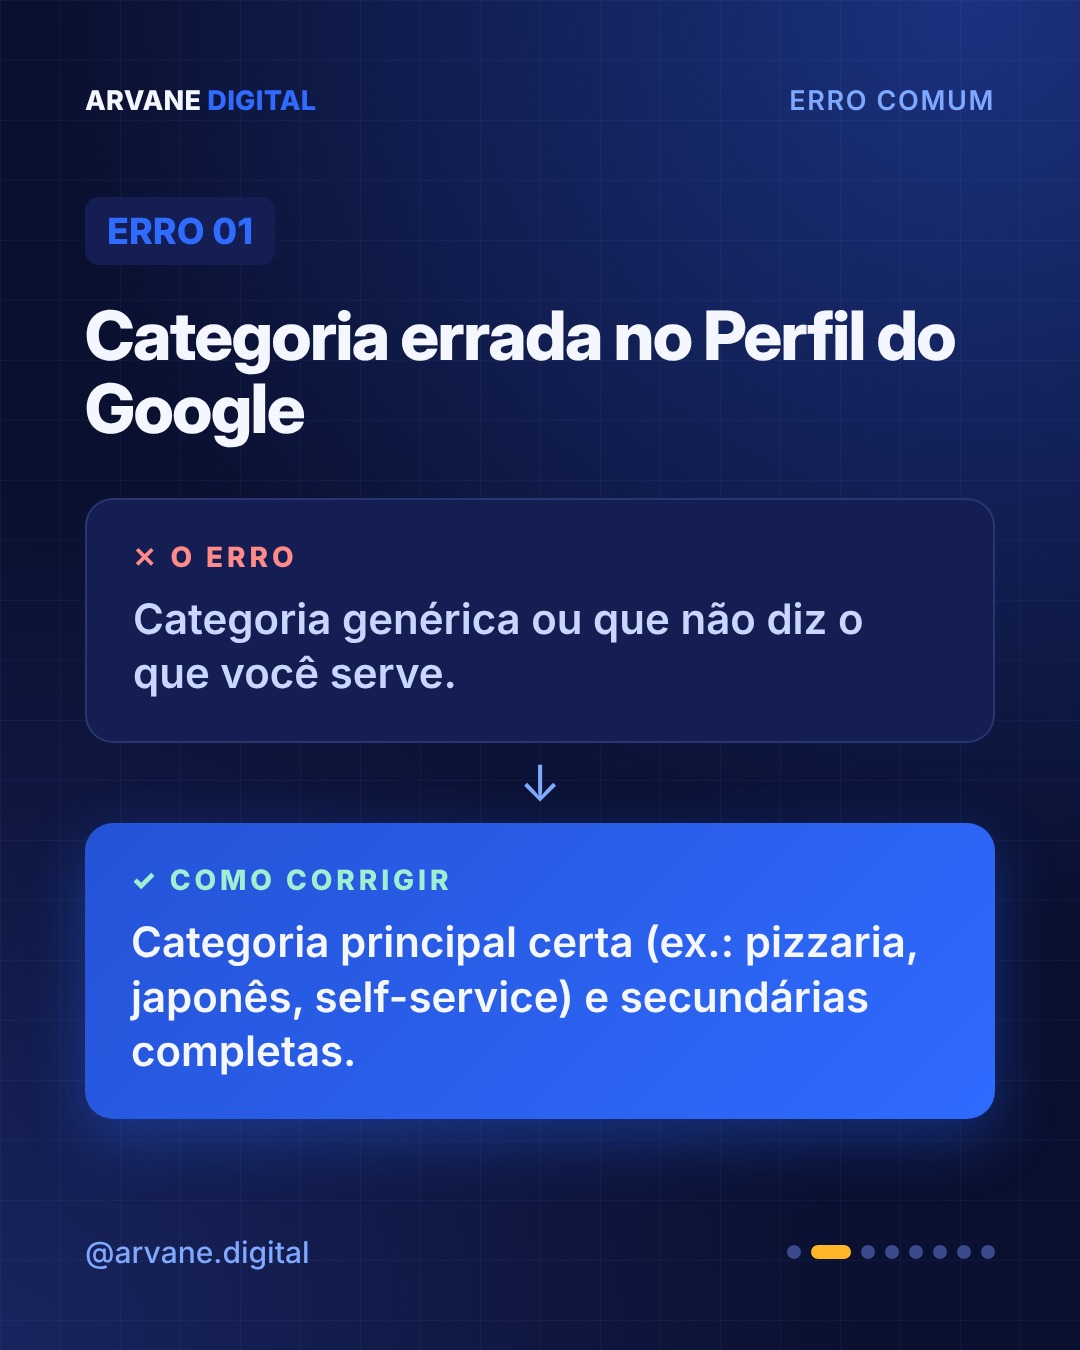 ARVANE DIGITAL
ERRO COMUM
ERRO 01
Categoria errada no Perfil do
Google
✕ O ERRO
Categoria genérica ou que não diz o
que você serve.
↓
✓ COMO CORRIGIR
Categoria principal certa (ex.: pizzaria,
japonês, self-service) e secundárias
completas.
@arvane.digital